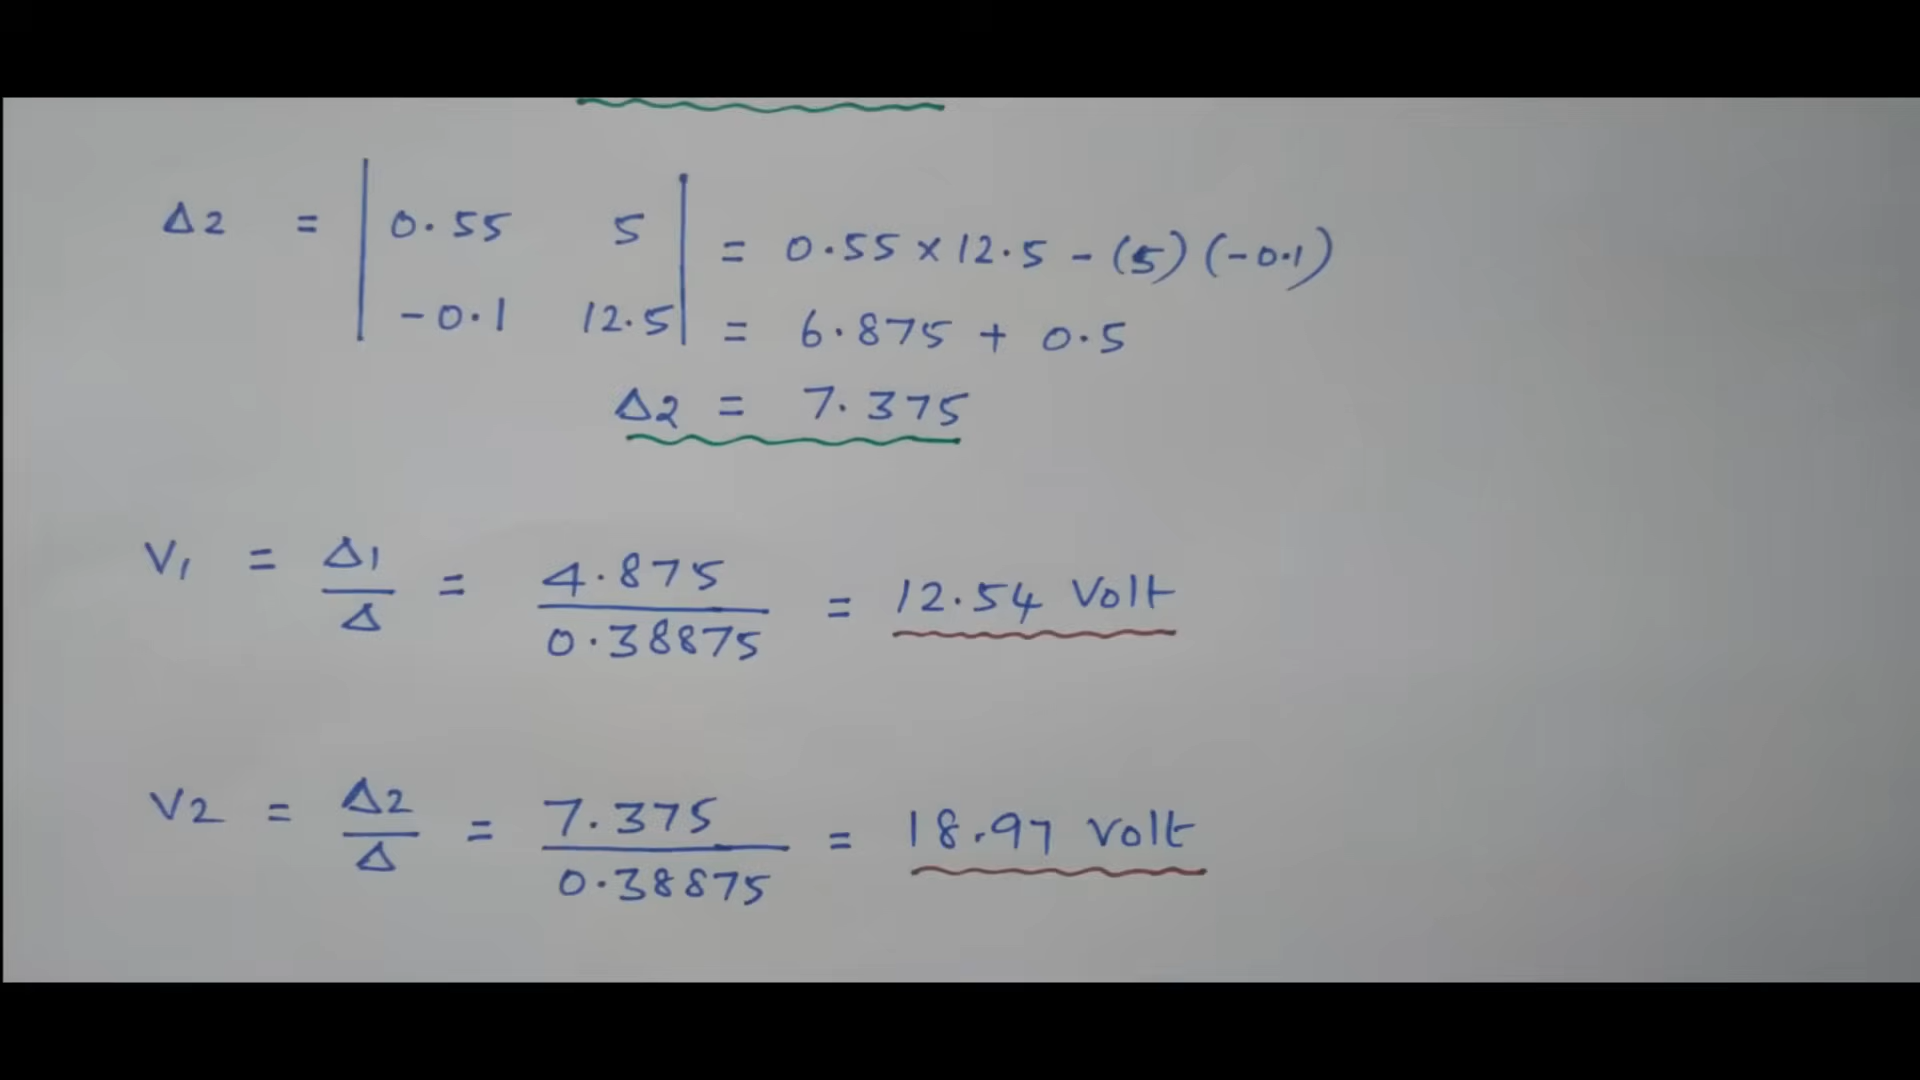 Δ2 = | 0.55 5 | = 0.55 × 12.5 - (5) (-0.1)
| -0.1 12.5 | = 6.875 + 0.5
Δ2 = 7.375
V1 = Δ1/Δ = 4.875/0.38875 = 12.54 Volt
V2 = Δ2/Δ = 7.375/0.38875 = 18.97 Volt